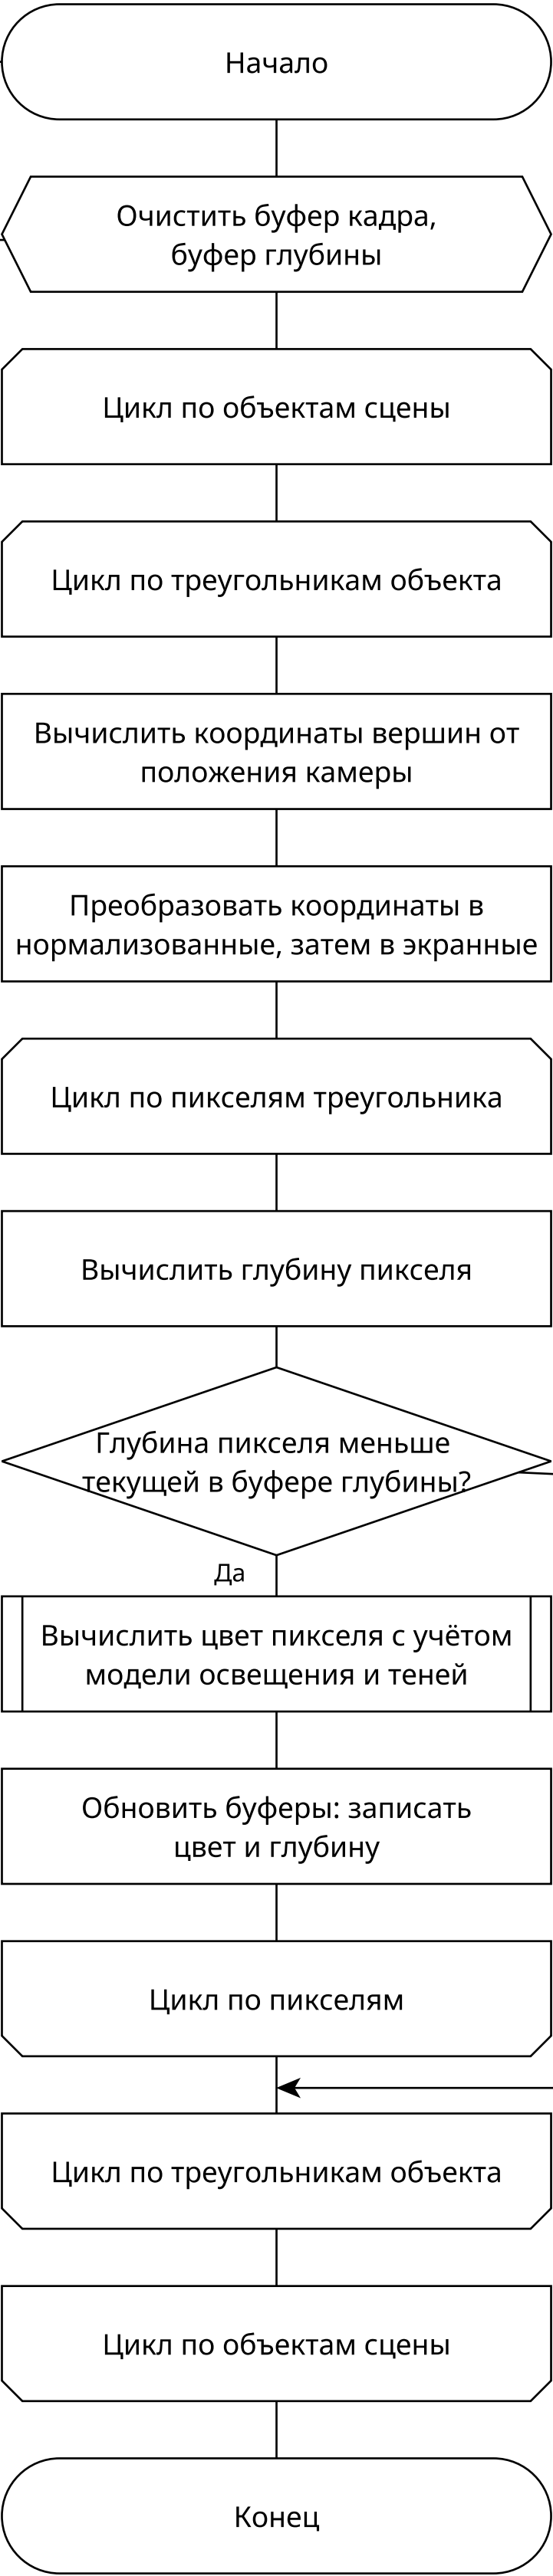 Начало
Очистить буфер кадра,
буфер глубины
Цикл по объектам сцены
Цикл по треугольникам объекта
Вычислить координаты вершин от
положения камеры
Преобразовать координаты в
нормализованные, затем в экранные
Цикл по пикселям треугольника
Вычислить глубину пикселя
Глубина пикселя меньше
текущей в буфере глубины?
Да
Вычислить цвет пикселя с учётом
модели освещения и теней
Обновить буферы: записать
цвет и глубину
Цикл по пикселям
Цикл по треугольникам объекта
Цикл по объектам сцены
Конец